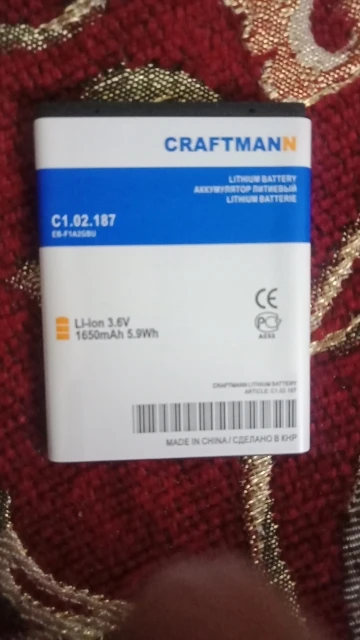 CRAFTMANN
LITHIUM BATTERY
АККУМУЛЯТОР ЛИТИЕВЫЙ
LITHIUM BATTERIE
C1.02.187
EB-F1A2GBU
Li-ion 3.6V
1650mAh 5.9Wh
CE
PC
CRAFTMANN LITHIUM BATTERY
ARTICLE: C1.02.187
MADE IN CHINA / СДЕЛАНО В КНР